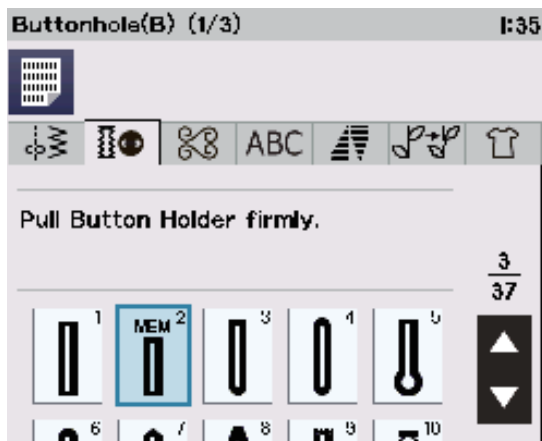 Buttonhole(B) (1/3) 1:35
ABC
Pull Button Holder firmly.
3
37
1 MEM 2 3 4 5
6 7 8 9 10